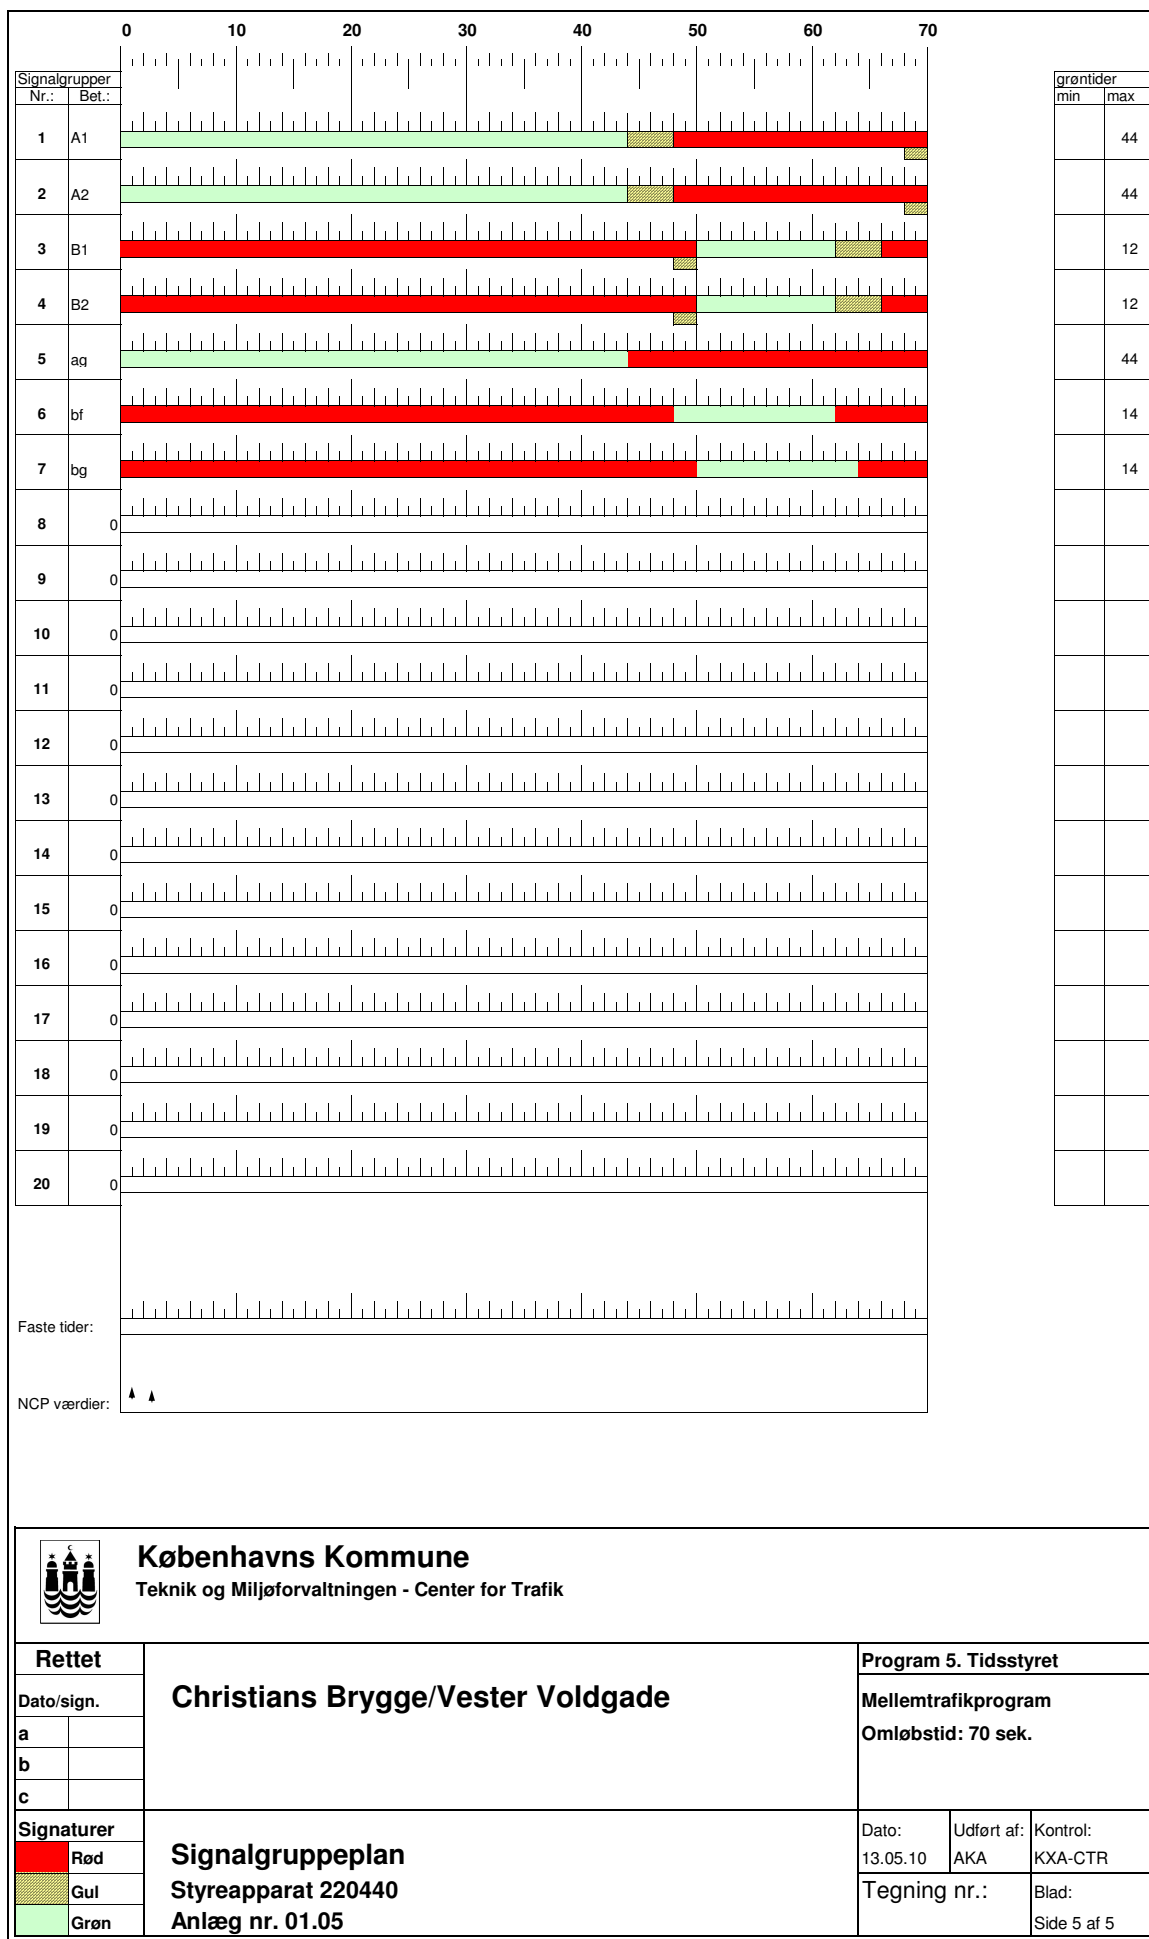 0 10 20 30 40 50 60 70
Signalgrupper grøntider
Nr.: Bet.: min max
1 A1 44
2 A2 44
3 B1 12
4 B2 12
5 ag 44
6 bf 14
7 bg 14
8 0
9 0
10 0
11 0
12 0
13 0
14 0
15 0
16 0
17 0
18 0
19 0
20 0
Faste tider:
NCP værdier:
Københavns Kommune
Teknik og Miljøforvaltningen - Center for Trafik
Rettet
Dato/sign.
a
b
c
Christians Brygge/Vester Voldgade
Program 5. Tidsstyret
Mellemtrafikprogram
Omløbstid: 70 sek.
Signaturer
Rød
Gul
Grøn
Signalgruppeplan
Styreapparat 220440
Anlæg nr. 01.05
Dato: Udført af: Kontrol:
13.05.10 AKA KXA-CTR
Tegning nr.: Blad:
Side 5 af 5